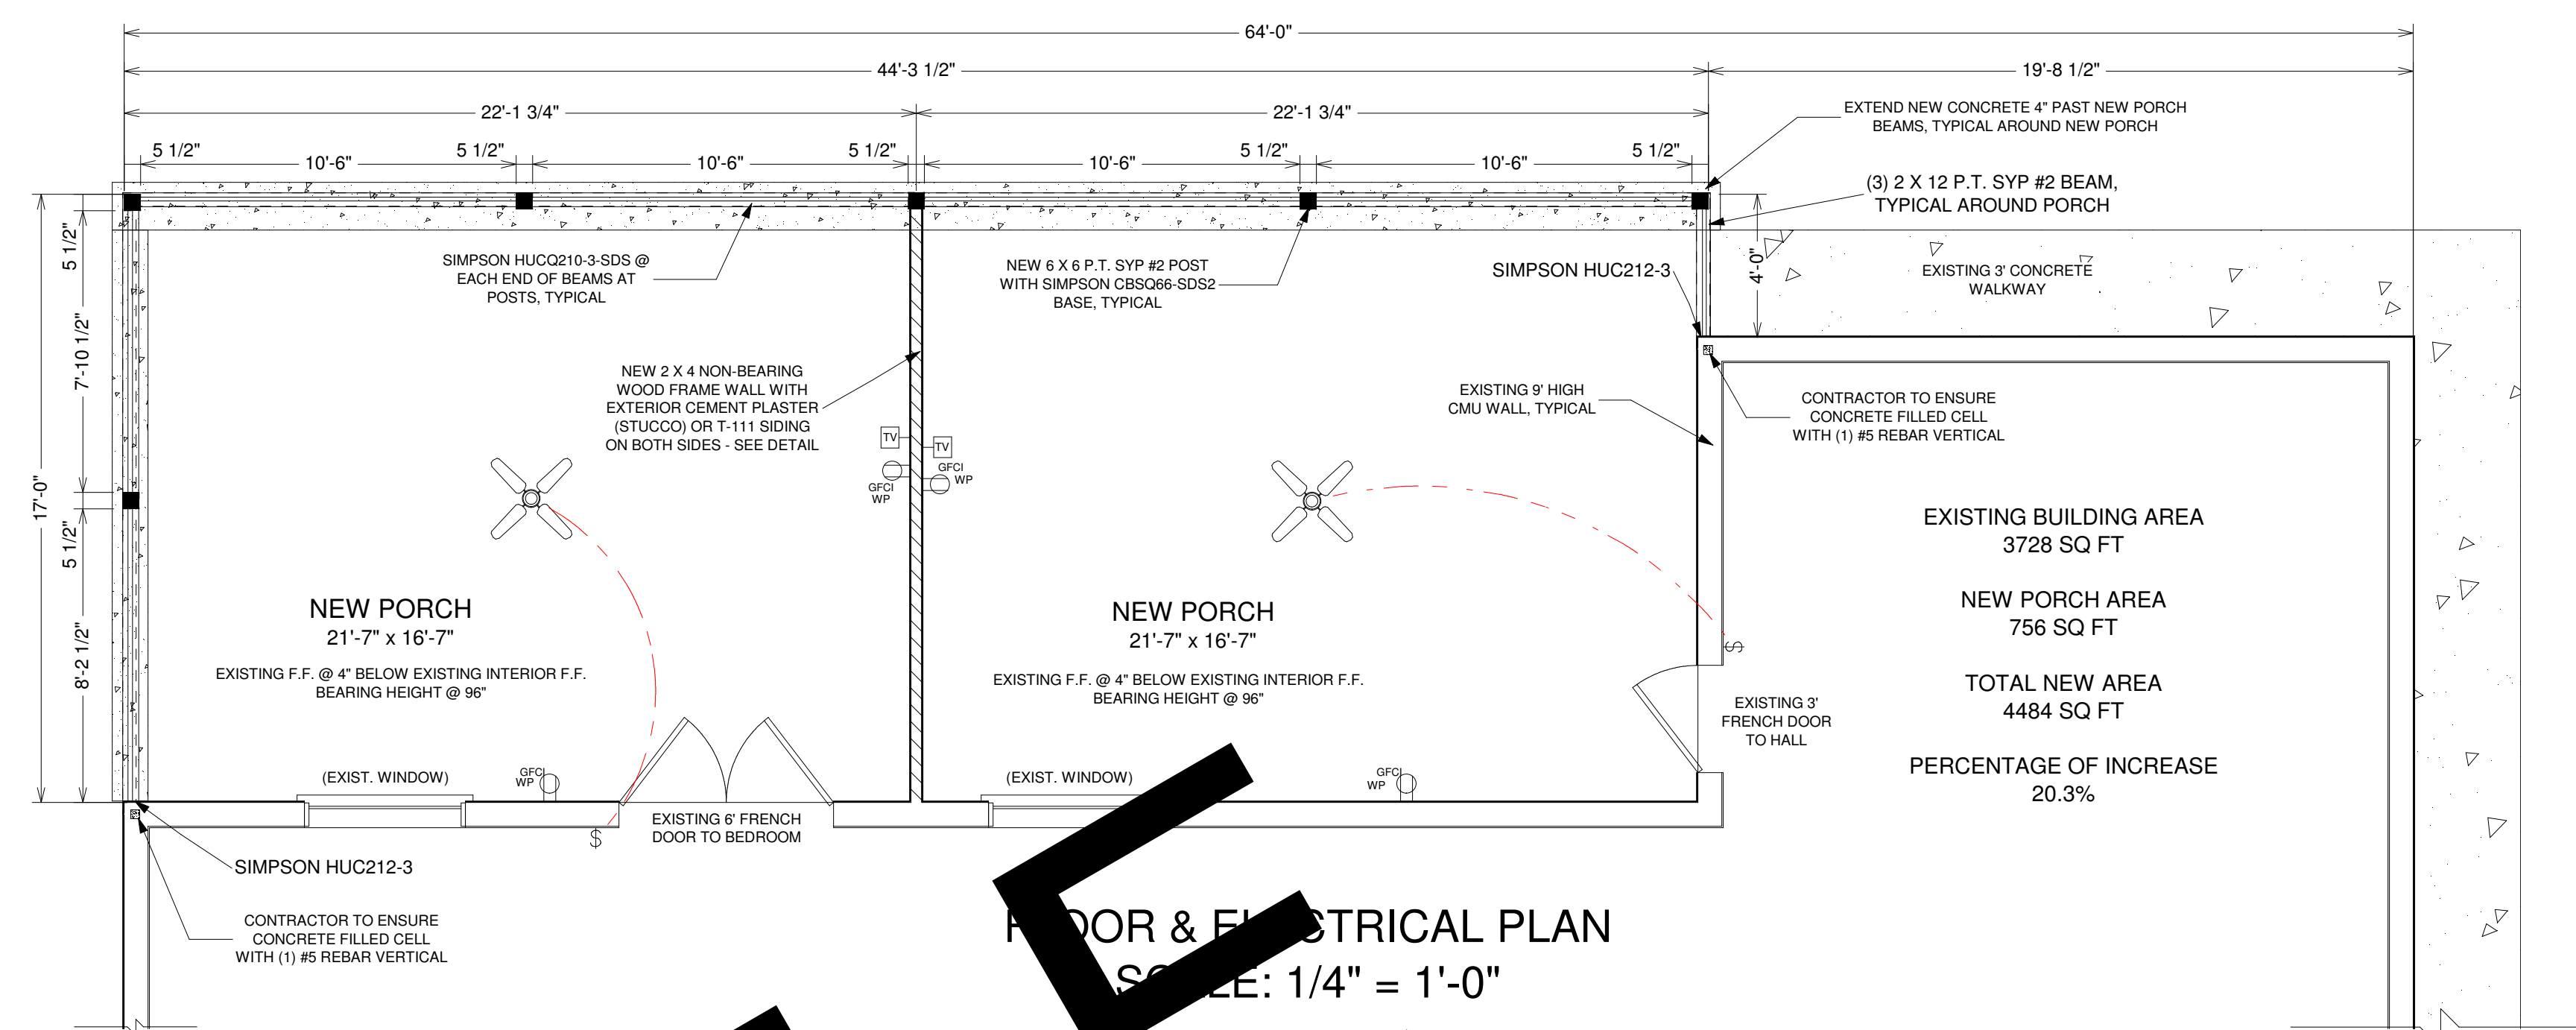 64'-0"
44'-3 1/2"
19'-8 1/2"
22'-1 3/4"
22'-1 3/4"
EXTEND NEW CONCRETE 4" PAST NEW PORCH
BEAMS, TYPICAL AROUND NEW PORCH
5 1/2"
10'-6"
5 1/2"
10'-6"
5 1/2"
10'-6"
5 1/2"
10'-6"
5 1/2"
(3) 2 X 12 P.T. SYP #2 BEAM,
TYPICAL AROUND PORCH
17'-0"
5 1/2"
7'-10 1/2"
5 1/2"
8'-2 1/2"
SIMPSON HUCQ210-3-SDS @
EACH END OF BEAMS AT
POSTS, TYPICAL
NEW 6 X 6 P.T. SYP #2 POST
WITH SIMPSON CBSQ66-SDS2
BASE, TYPICAL
SIMPSON HUC212-3
4'-0"
EXISTING 3' CONCRETE
WALKWAY
NEW 2 X 4 NON-BEARING
WOOD FRAME WALL WITH
EXTERIOR CEMENT PLASTER
(STUCCO) OR T-111 SIDING
ON BOTH SIDES - SEE DETAIL
EXISTING 9' HIGH
CMU WALL, TYPICAL
CONTRACTOR TO ENSURE
CONCRETE FILLED CELL
WITH (1) #5 REBAR VERTICAL
TV
TV
GFCI
WP
GFCI
WP
EXISTING BUILDING AREA
3728 SQ FT
NEW PORCH AREA
756 SQ FT
TOTAL NEW AREA
4484 SQ FT
PERCENTAGE OF INCREASE
20.3%
NEW PORCH
21'-7" x 16'-7"
EXISTING F.F. @ 4" BELOW EXISTING INTERIOR F.F.
BEARING HEIGHT @ 96"
NEW PORCH
21'-7" x 16'-7"
EXISTING F.F. @ 4" BELOW EXISTING INTERIOR F.F.
BEARING HEIGHT @ 96"
$
EXISTING 3'
FRENCH DOOR
TO HALL
(EXIST. WINDOW)
GFCI
WP
(EXIST. WINDOW)
GFCI
WP
$
EXISTING 6' FRENCH
DOOR TO BEDROOM
SIMPSON HUC212-3
CONTRACTOR TO ENSURE
CONCRETE FILLED CELL
WITH (1) #5 REBAR VERTICAL
FLOOR & ELECTRICAL PLAN
SCALE: 1/4" = 1'-0"